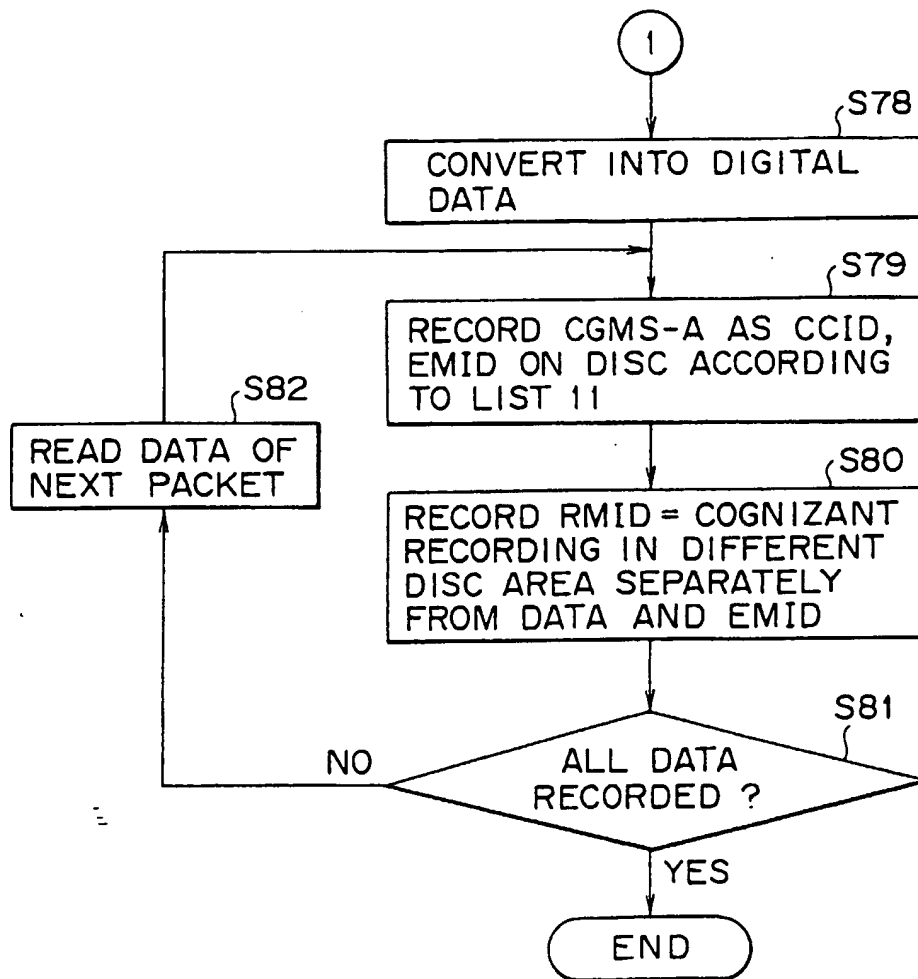 1
S78
CONVERT INTO DIGITAL
DATA
S79
RECORD CGMS-A AS CCID,
EMID ON DISC ACCORDING
TO LIST 11
S82
READ DATA OF
NEXT PACKET
S80
RECORD RMID = COGNIZANT
RECORDING IN DIFFERENT
DISC AREA SEPARATELY
FROM DATA AND EMID
S81
NO
ALL DATA
RECORDED ?
YES
END